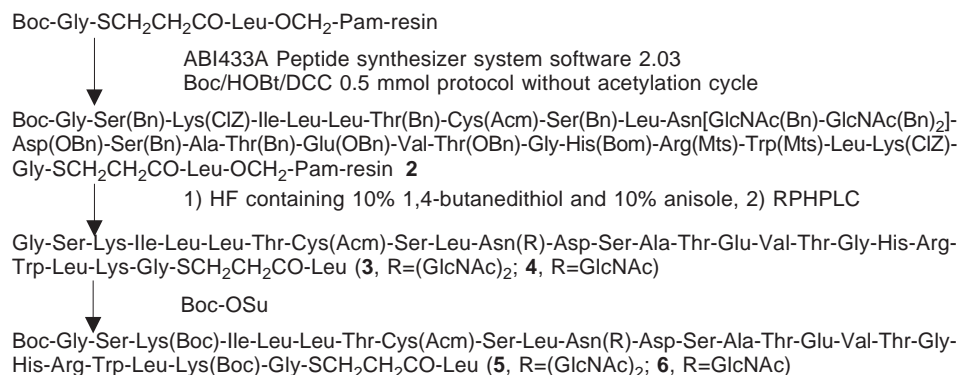 Boc-Gly-SCH₂CH₂CO-Leu-OCH₂-Pam-resin
ABI433A Peptide synthesizer system software 2.03
Boc/HOBt/DCC 0.5 mmol protocol without acetylation cycle
Boc-Gly-Ser(Bn)-Lys(ClZ)-Ile-Leu-Leu-Thr(Bn)-Cys(Acm)-Ser(Bn)-Leu-Asn[GlcNAc(Bn)-GlcNAc(Bn)₂]-
Asp(OBn)-Ser(Bn)-Ala-Thr(Bn)-Glu(OBn)-Val-Thr(OBn)-Gly-His(Bom)-Arg(Mts)-Trp(Mts)-Leu-Lys(ClZ)-
Gly-SCH₂CH₂CO-Leu-OCH₂-Pam-resin 2
1) HF containing 10% 1,4-butanedithiol and 10% anisole, 2) RPHPLC
Gly-Ser-Lys-Ile-Leu-Leu-Thr-Cys(Acm)-Ser-Leu-Asn(R)-Asp-Ser-Ala-Thr-Glu-Val-Thr-Gly-His-Arg-
Trp-Leu-Lys-Gly-SCH₂CH₂CO-Leu (3, R=(GlcNAc)₂; 4, R=GlcNAc)
Boc-OSu
Boc-Gly-Ser-Lys(Boc)-Ile-Leu-Leu-Thr-Cys(Acm)-Ser-Leu-Asn(R)-Asp-Ser-Ala-Thr-Glu-Val-Thr-Gly-
His-Arg-Trp-Leu-Lys(Boc)-Gly-SCH₂CH₂CO-Leu (5, R=(GlcNAc)₂; 6, R=GlcNAc)